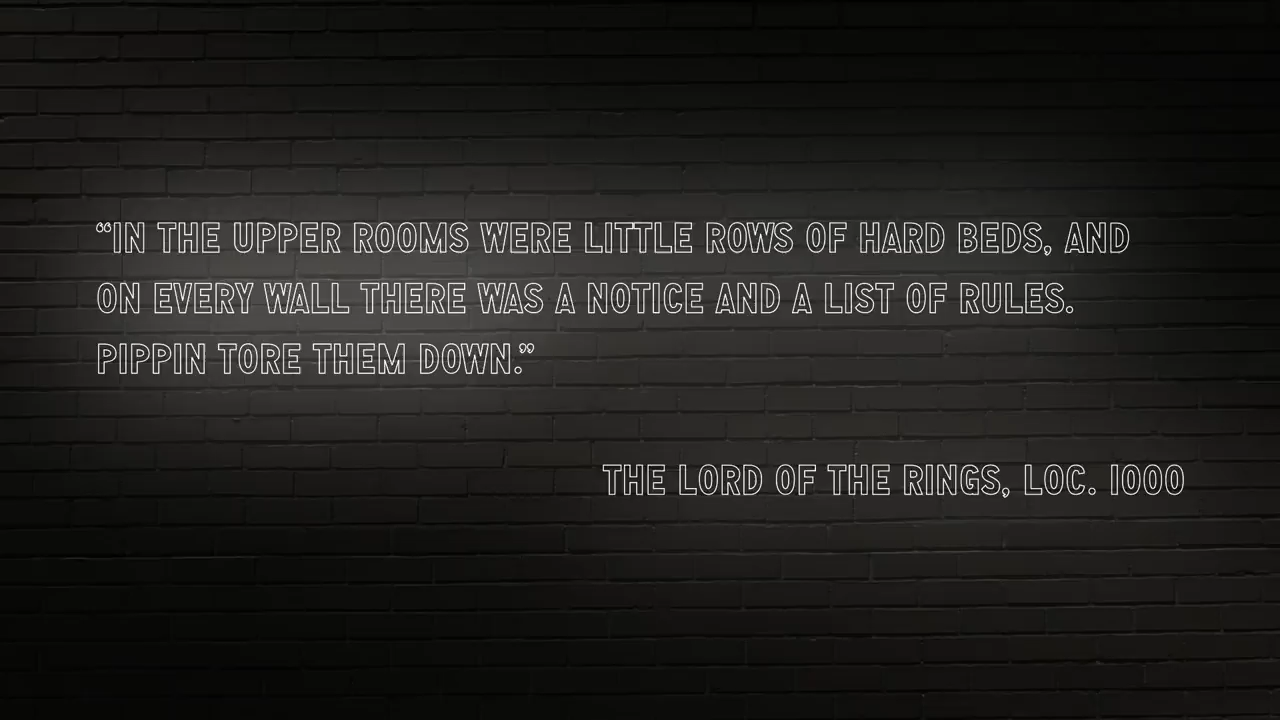 “IN THE UPPER ROOMS WERE LITTLE ROWS OF HARD BEDS, AND
ON EVERY WALL THERE WAS A NOTICE AND A LIST OF RULES.
PIPPIN TORE THEM DOWN.”
THE LORD OF THE RINGS, LOC. 1000